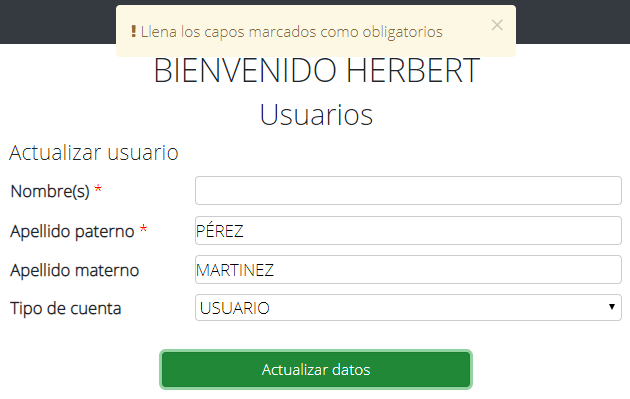 ! Llena los capos marcados como obligatorios ×
BIENVENIDO HERBERT
Usuarios
Actualizar usuario
Nombre(s) *
Apellido paterno * PÉREZ
Apellido materno MARTINEZ
Tipo de cuenta USUARIO
Actualizar datos